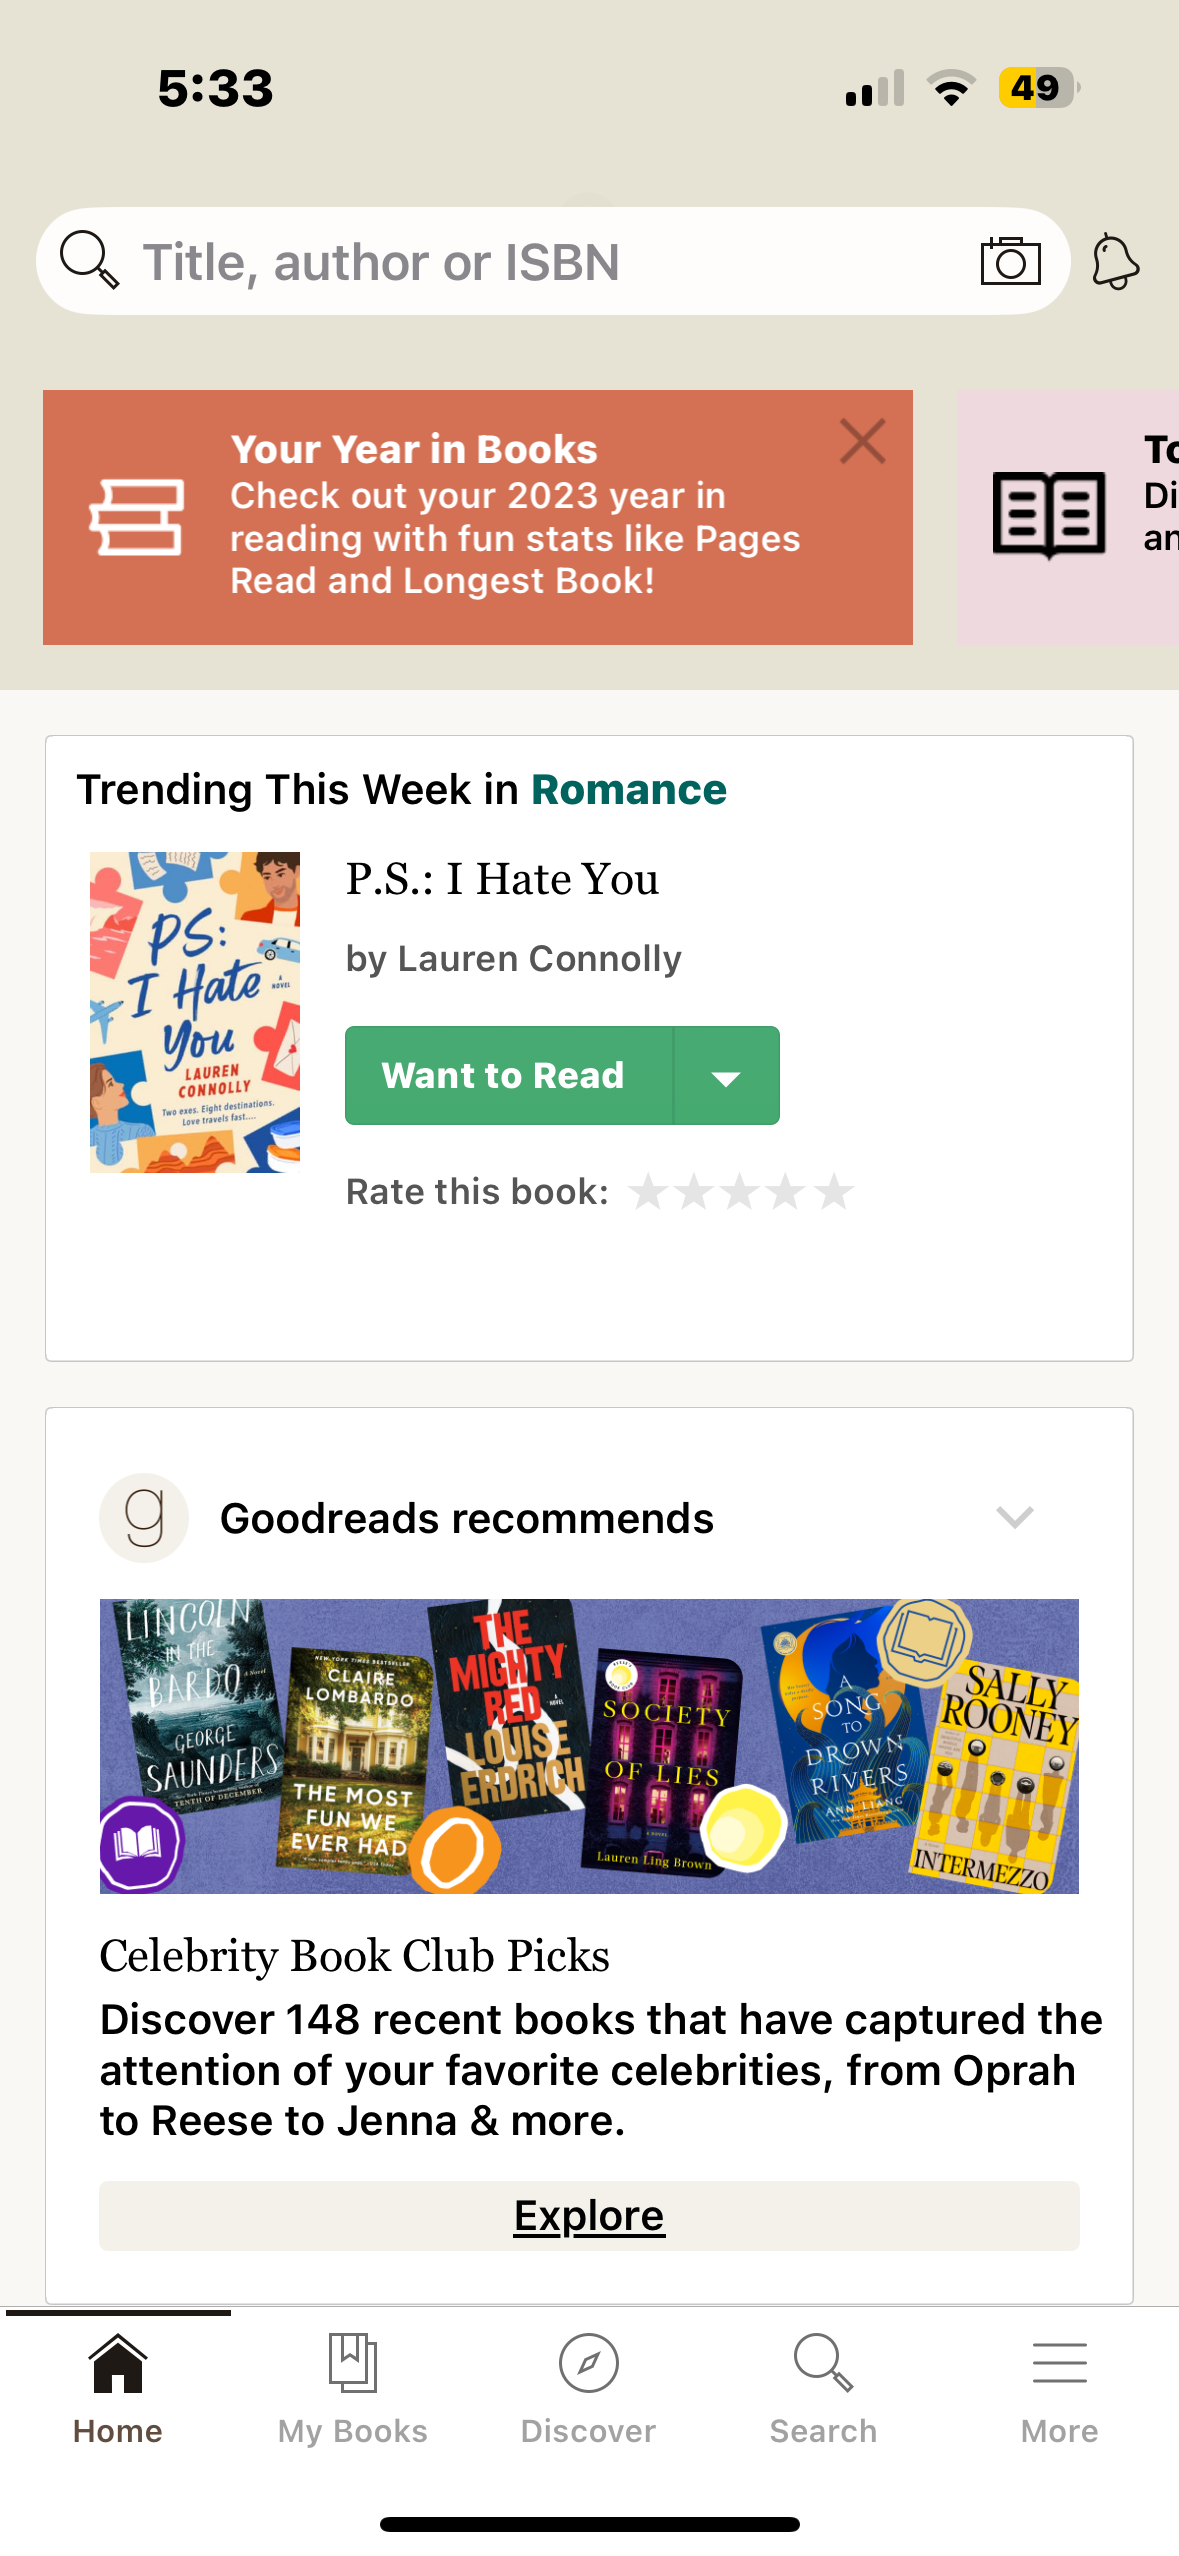 5:33
49
Title, author or ISBN
Your Year in Books
Check out your 2023 year in
reading with fun stats like Pages
Read and Longest Book!
To
Di
an
Trending This Week in Romance
PS:
I Hate
You
A
NOVEL
LAUREN
CONNOLLY
Two exes. Eight destinations.
Love travels fast....
P.S.: I Hate You
by Lauren Connolly
Want to Read
Rate this book:
g
Goodreads recommends
LINCOLN
IN THE
BARDO
A Novel
GEORGE
SAUNDERS
TENTH OF DECEMBER
NEW YORK TIMES BESTSELLER
CLAIRE
LOMBARDO
THE MOST
FUN WE
EVER HAD
THE
MIGHTY
RED
A
NOVEL
LOUISE
ERDRICH
SOCIETY
OF LIES
A NOVEL
Lauren Ling Brown
A
SONG
TO
DROWN
RIVERS
ANN LIANG
SALLY
ROONEY
INTERMEZZO
Celebrity Book Club Picks
Discover 148 recent books that have captured the
attention of your favorite celebrities, from Oprah
to Reese to Jenna & more.
Explore
Home
My Books
Discover
Search
More